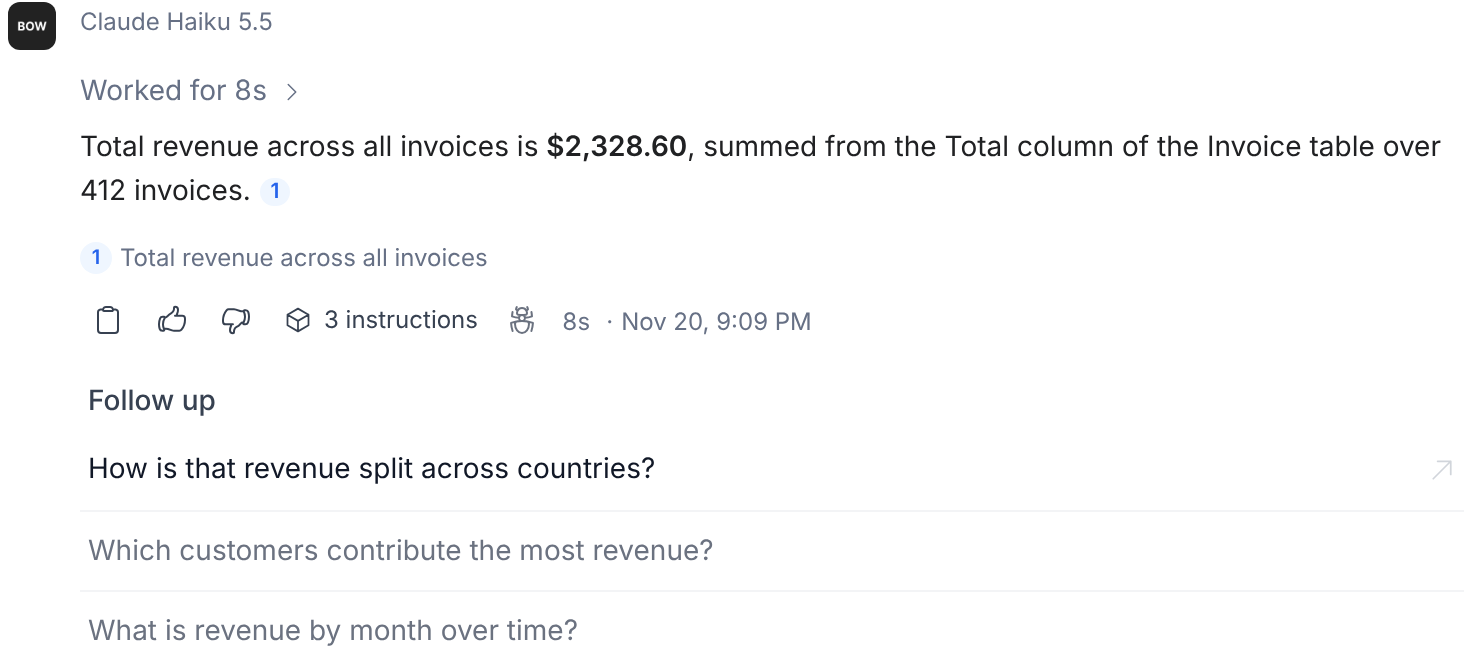 BOW Claude Haiku 5.5
Worked for 8s
Total revenue across all invoices is $2,328.60, summed from the Total column of the Invoice table over
412 invoices. 1
1 Total revenue across all invoices
3 instructions 8s · Nov 20, 9:09 PM
Follow up
How is that revenue split across countries?
Which customers contribute the most revenue?
What is revenue by month over time?